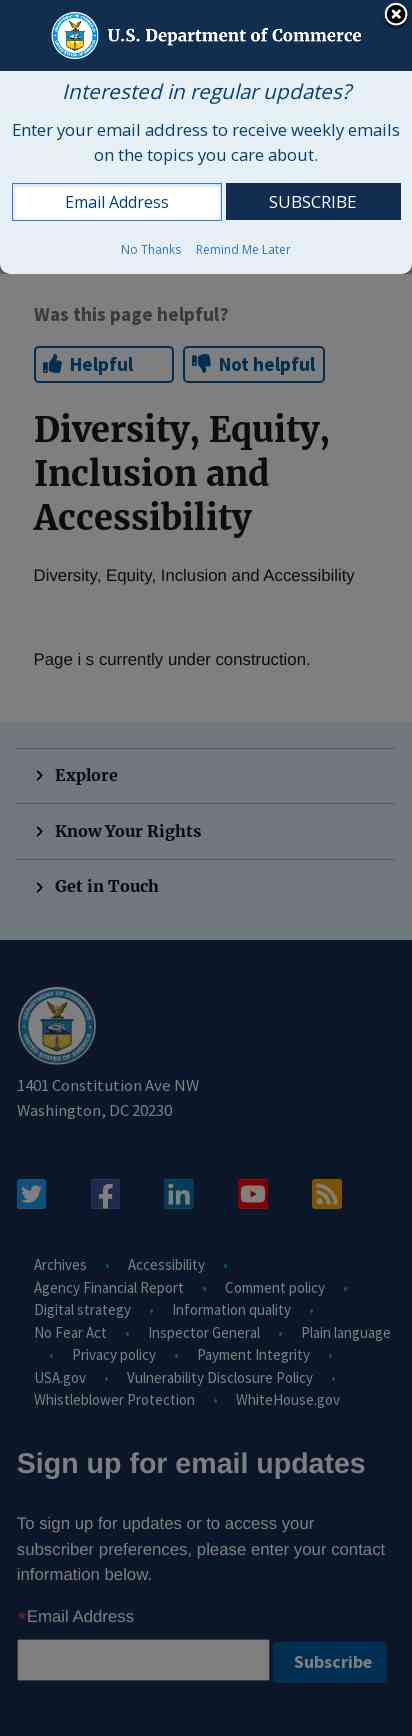 U.S. Department of Commerce
Interested in regular updates?
Enter your email address to receive weekly emails
on the topics you care about.
Email Address SUBSCRIBE
No Thanks Remind Me Later
Was this page helpful?
Helpful Not helpful
Diversity, Equity,
Inclusion and
Accessibility
Diversity, Equity, Inclusion and Accessibility
Page i s currently under construction.
Explore
Know Your Rights
Get in Touch
1401 Constitution Ave NW
Washington, DC 20230
Archives • Accessibility •
Agency Financial Report • Comment policy •
Digital strategy • Information quality •
No Fear Act • Inspector General • Plain language
• Privacy policy • Payment Integrity •
USA.gov • Vulnerability Disclosure Policy •
Whistleblower Protection • WhiteHouse.gov
Sign up for email updates
To sign up for updates or to access your
subscriber preferences, please enter your contact
information below.
*Email Address
Subscribe